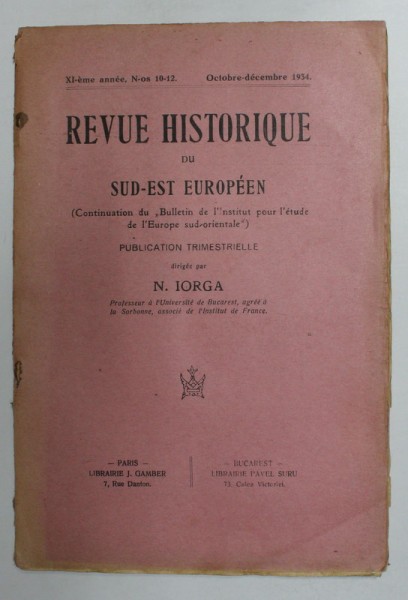 XI-ème année, N-os 10-12. Octobre-décembre 1934.
REVUE HISTORIQUE
DU
SUD-EST EUROPÉEN
(Continuation du „Bulletin de l'Institut pour l'étude
de l'Europe sud-orientale")
PUBLICATION TRIMESTRIELLE
dirigée par
N. IORGA
Professeur à l'Université de Bucarest, agréé à
la Sorbonne, associé de l'Institut de France.
— PARIS —
LIBRAIRIE J. GAMBER
7, Rue Danton.
— BUCAREST —
LIBRAIRIE PAVEL SURU
73, Calea Victoriei.